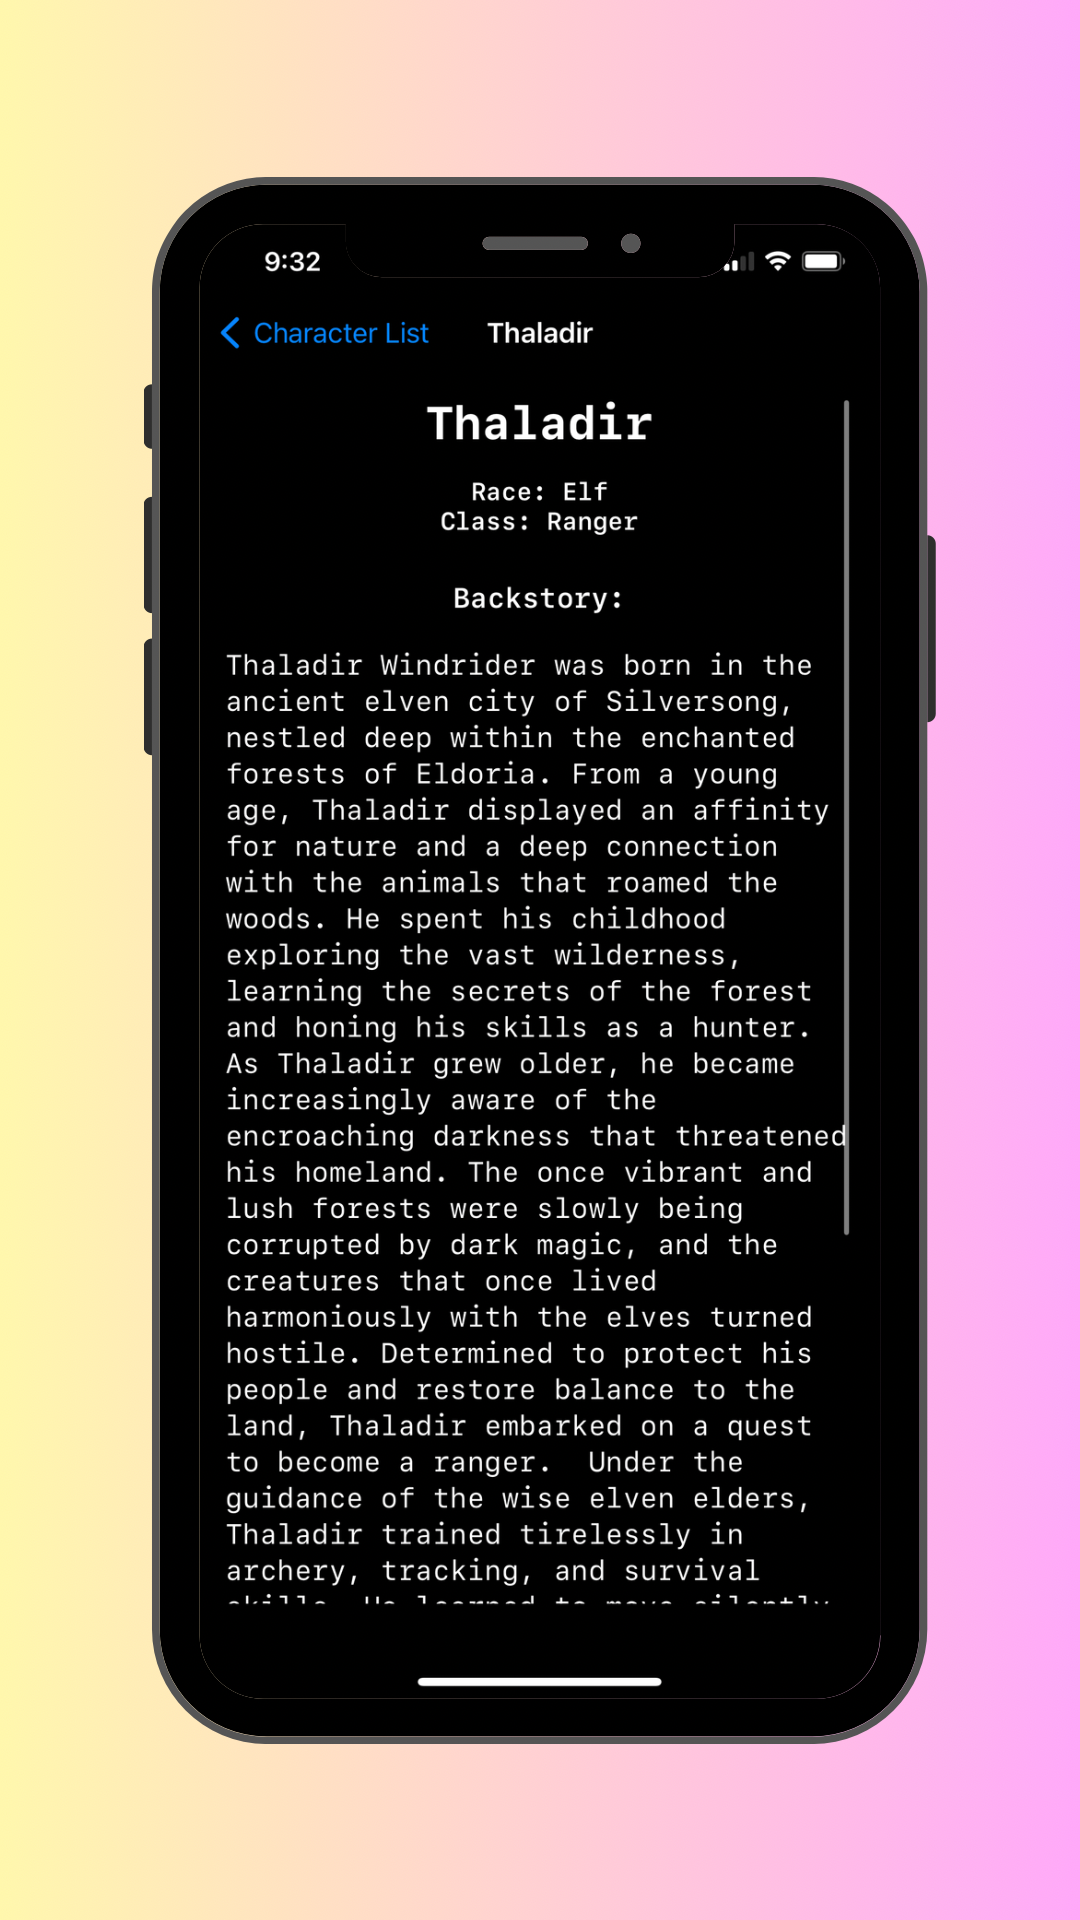 9:32
Character List
Thaladir
Thaladir
Race: Elf
Class: Ranger
Backstory:
Thaladir Windrider was born in the
ancient elven city of Silversong,
nestled deep within the enchanted
forests of Eldoria. From a young
age, Thaladir displayed an affinity
for nature and a deep connection
with the animals that roamed the
woods. He spent his childhood
exploring the vast wilderness,
learning the secrets of the forest
and honing his skills as a hunter.
As Thaladir grew older, he became
increasingly aware of the
encroaching darkness that threatened
his homeland. The once vibrant and
lush forests were slowly being
corrupted by dark magic, and the
creatures that once lived
harmoniously with the elves turned
hostile. Determined to protect his
people and restore balance to the
land, Thaladir embarked on a quest
to become a ranger.  Under the
guidance of the wise elven elders,
Thaladir trained tirelessly in
archery, tracking, and survival
skills. He learned to move silently